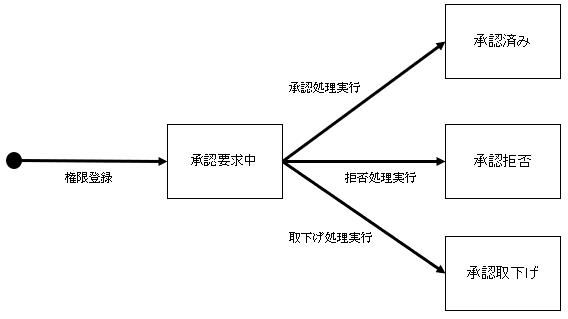 承認済み
承認処理実行
承認要求中
権限登録
拒否処理実行
承認拒否
取下げ処理実行
承認取下げ